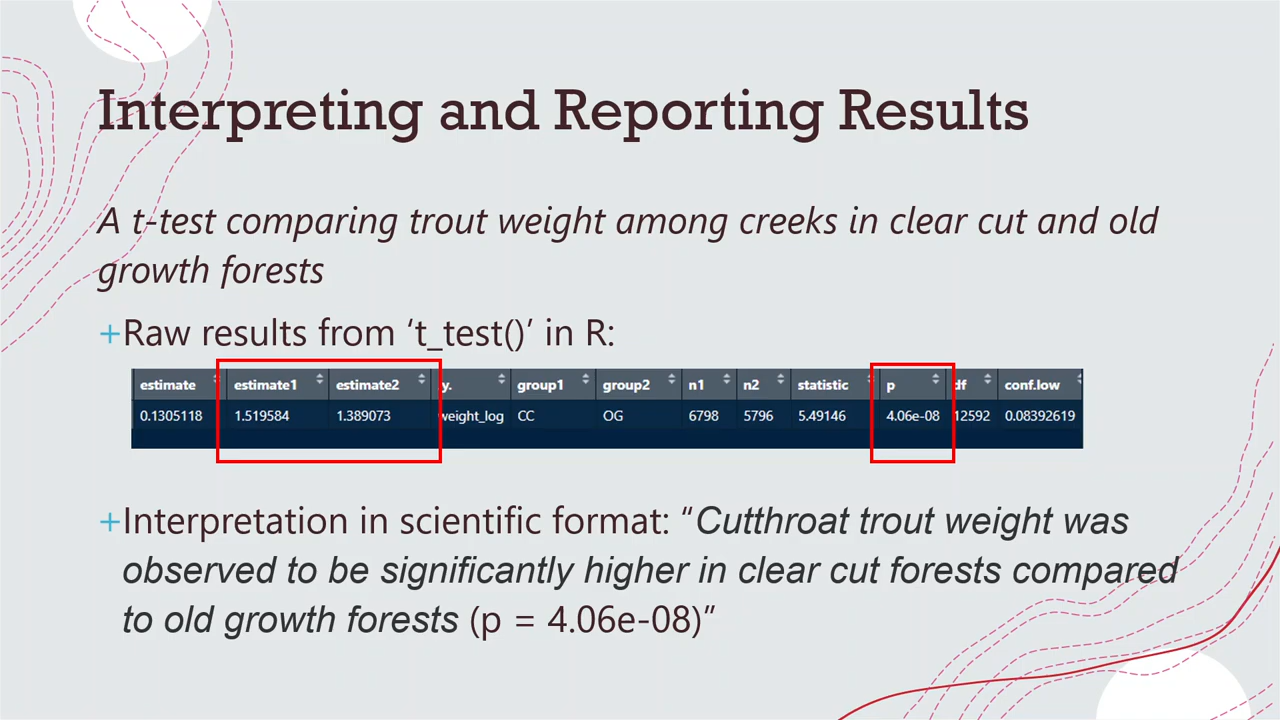 Interpreting and Reporting Results
A t-test comparing trout weight among creeks in clear cut and old
growth forests
+Raw results from ‘t_test()’ in R:
estimate estimate1 estimate2 y. group1 group2 n1 n2 statistic p df conf.low
0.1305118 1.519584 1.389073 weight_log CC OG 6798 5796 5.49146 4.06e-08 12592 0.08392619
+Interpretation in scientific format: “Cutthroat trout weight was
observed to be significantly higher in clear cut forests compared
to old growth forests (p = 4.06e-08)”